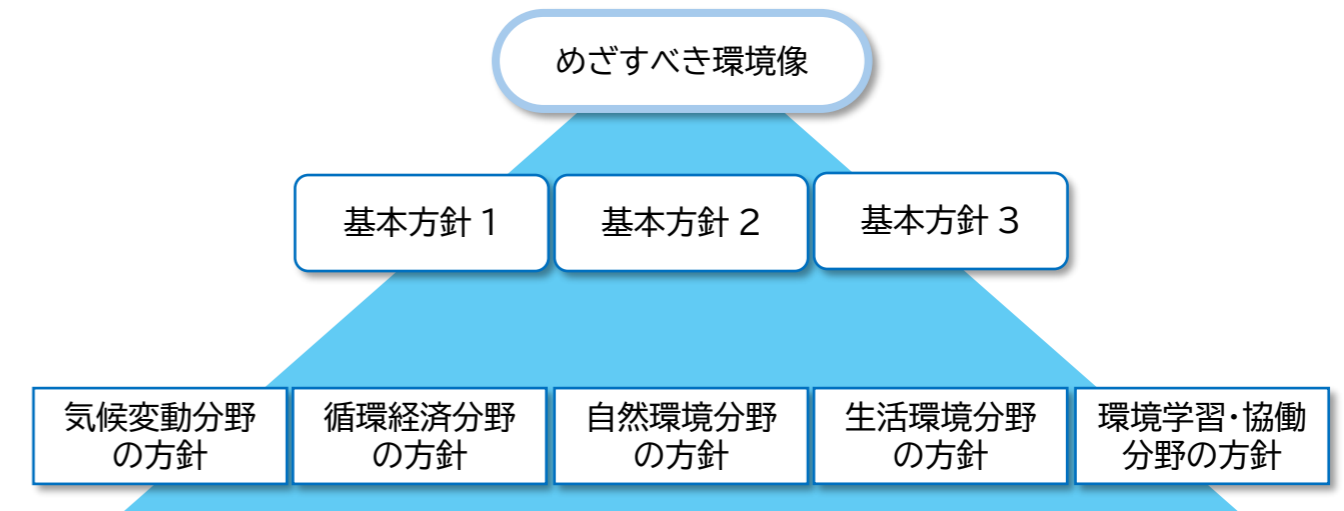 めざすべき環境像
基本方針 1
基本方針 2
基本方針 3
気候変動分野
の方針
循環経済分野
の方針
自然環境分野
の方針
生活環境分野
の方針
環境学習・協働
分野の方針